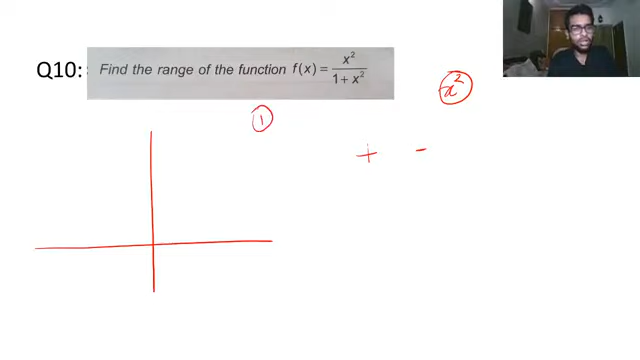 Q10: Find the range of the function f(x) = x² / 1 + x²
x²
1
+ -